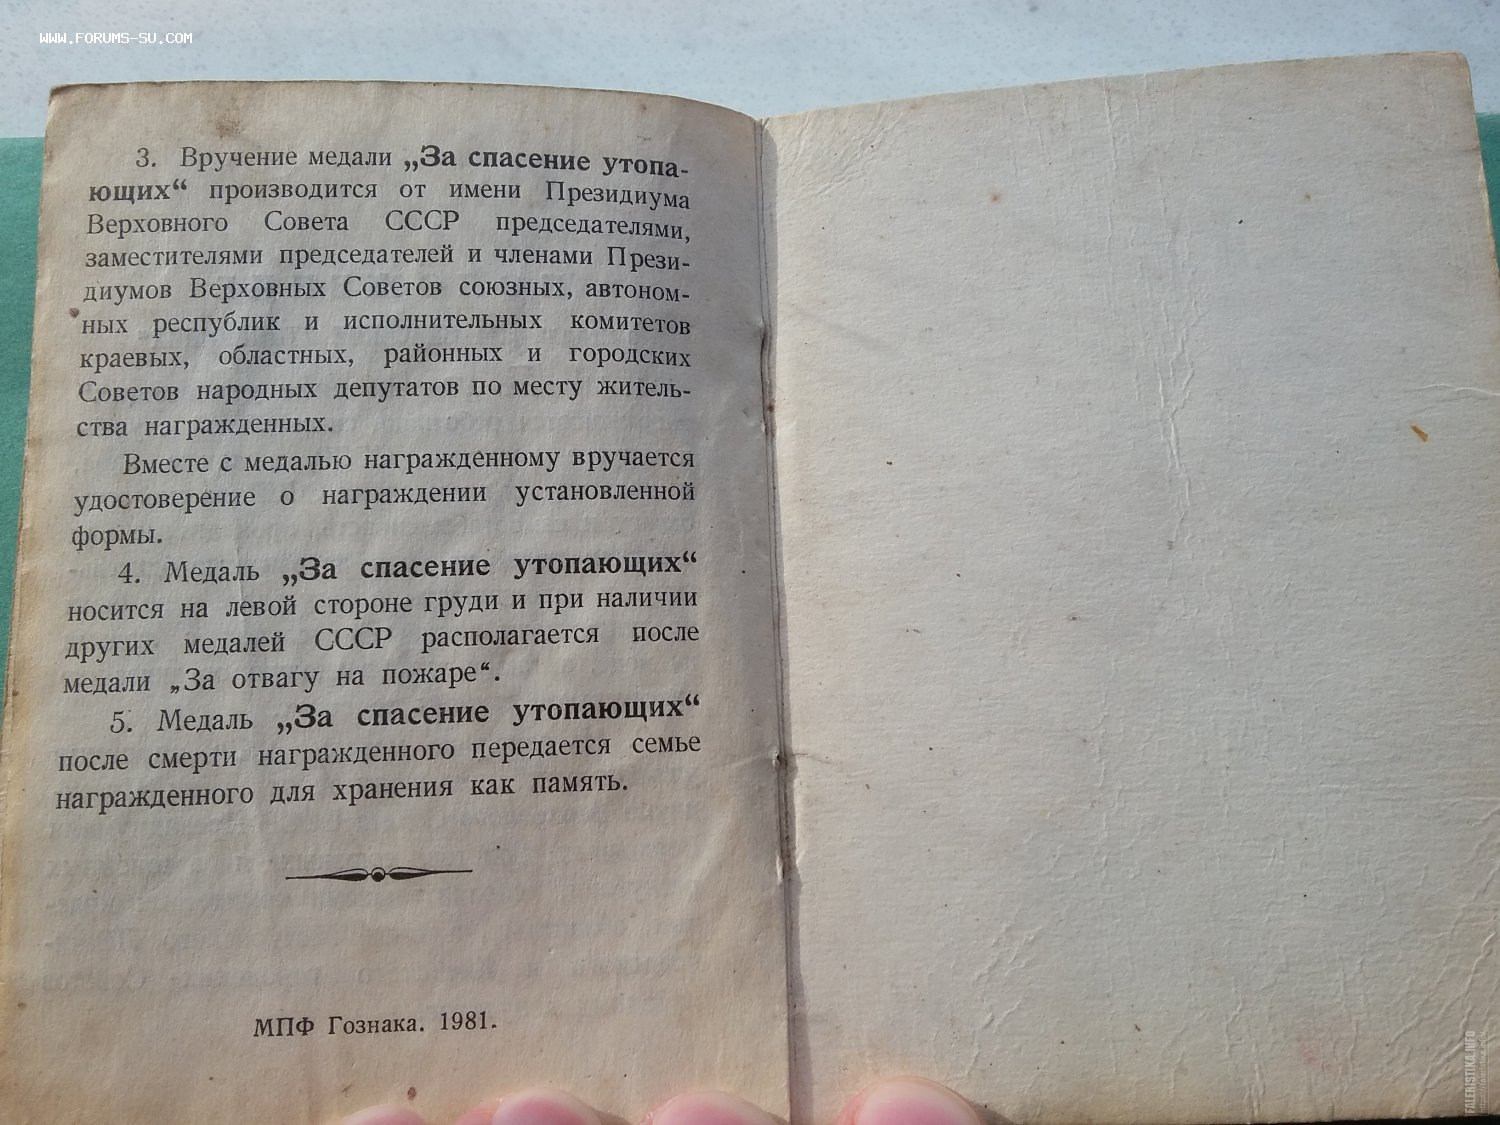 WWW.FORUMS-SU.COM
3. Вручение медали „За спасение утопа-
ющих“ производится от имени Президиума
Верховного Совета СССР председателями,
заместителями председателей и членами Прези-
диумов Верховных Советов союзных, автоном-
ных республик и исполнительных комитетов
краевых, областных, районных и городских
Советов народных депутатов по месту житель-
ства награжденных.
Вместе с медалью награжденному вручается
удостоверение о награждении установленной
формы.
4. Медаль „За спасение утопающих“
носится на левой стороне груди и при наличии
других медалей СССР располагается после
медали „За отвагу на пожаре“.
5. Медаль „За спасение утопающих“
после смерти награжденного передается семье
награжденного для хранения как память.
МПФ Гознака. 1981.
FALERISTIKA.INFO